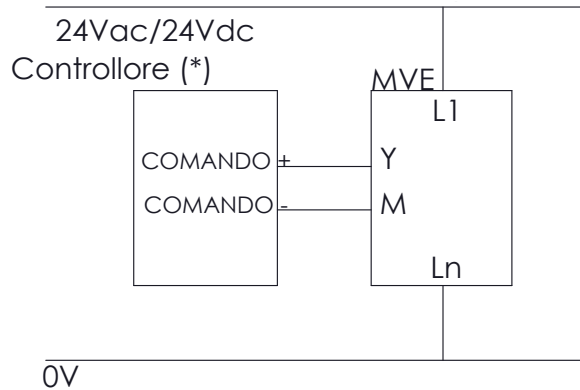 24Vac/24Vdc
Controllore (*)
MVE
L1
COMANDO +
Y
COMANDO -
M
Ln
0V